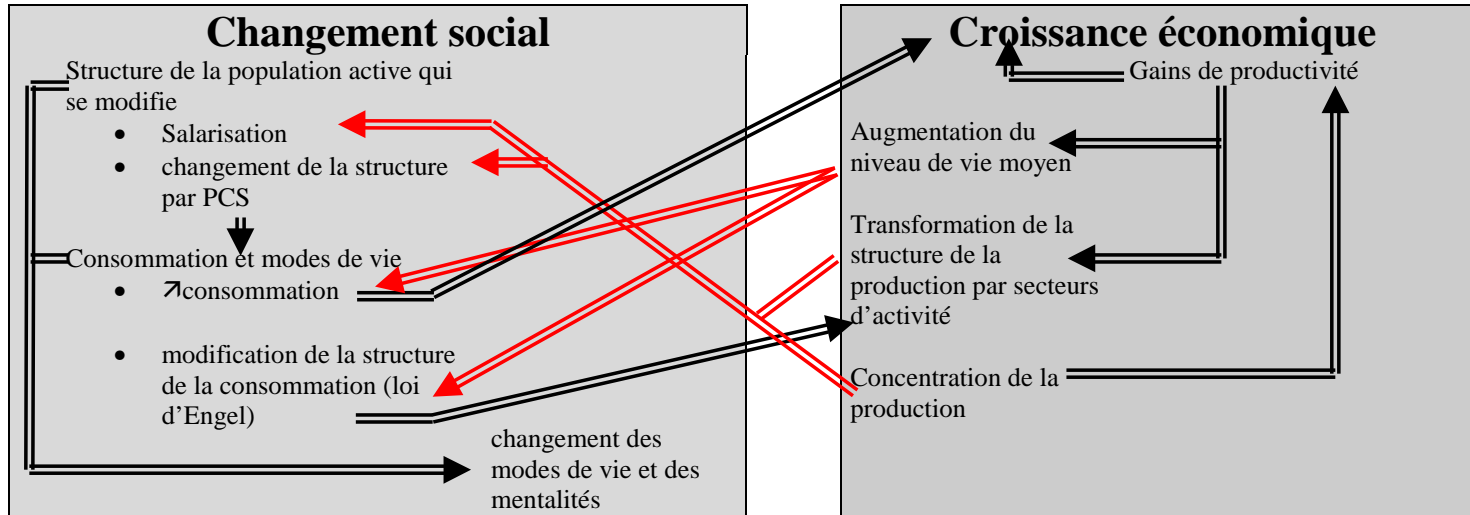 Changement social
Structure de la population active qui
se modifie
• Salarisation
• changement de la structure
par PCS
Consommation et modes de vie
• ↗consommation
• modification de la structure
de la consommation (loi
d’Engel)
changement des
modes de vie et des
mentalités
Croissance économique
Gains de productivité
Augmentation du
niveau de vie moyen
Transformation de la
structure de la
production par secteurs
d’activité
Concentration de la
production